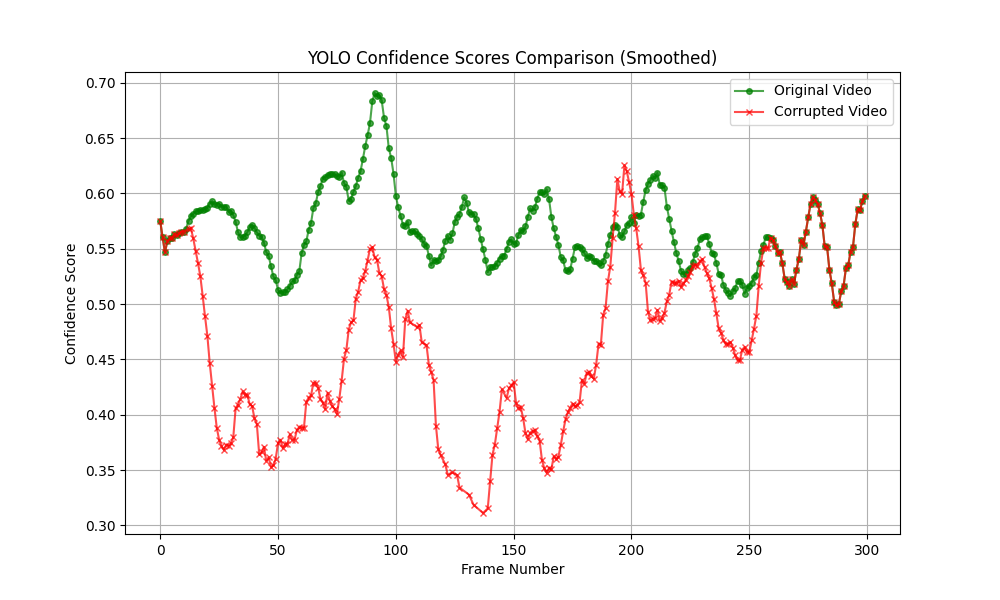 YOLO Confidence Scores Comparison (Smoothed)
Original Video
Corrupted Video
0.70
0.65
0.60
0.55
0.50
0.45
0.40
0.35
0.30
Confidence Score
0 50 100 150 200 250 300
Frame Number